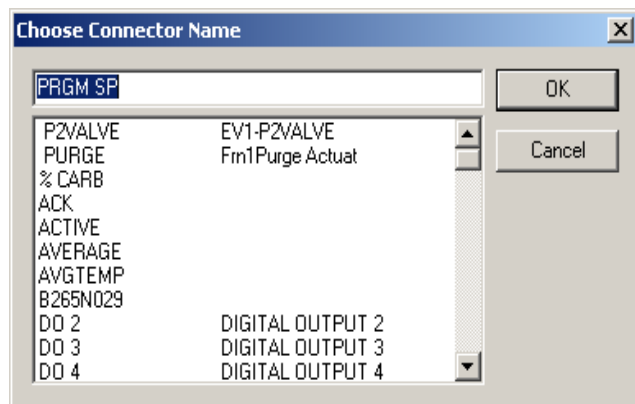 Choose Connector Name
PRGM SP
OK
Cancel
P2VALVE EV1-P2VALVE
PURGE Frn1Purge Actuat
% CARB
ACK
ACTIVE
AVERAGE
AVGTEMP
B265N029
DO 2 DIGITAL OUTPUT 2
DO 3 DIGITAL OUTPUT 3
DO 4 DIGITAL OUTPUT 4